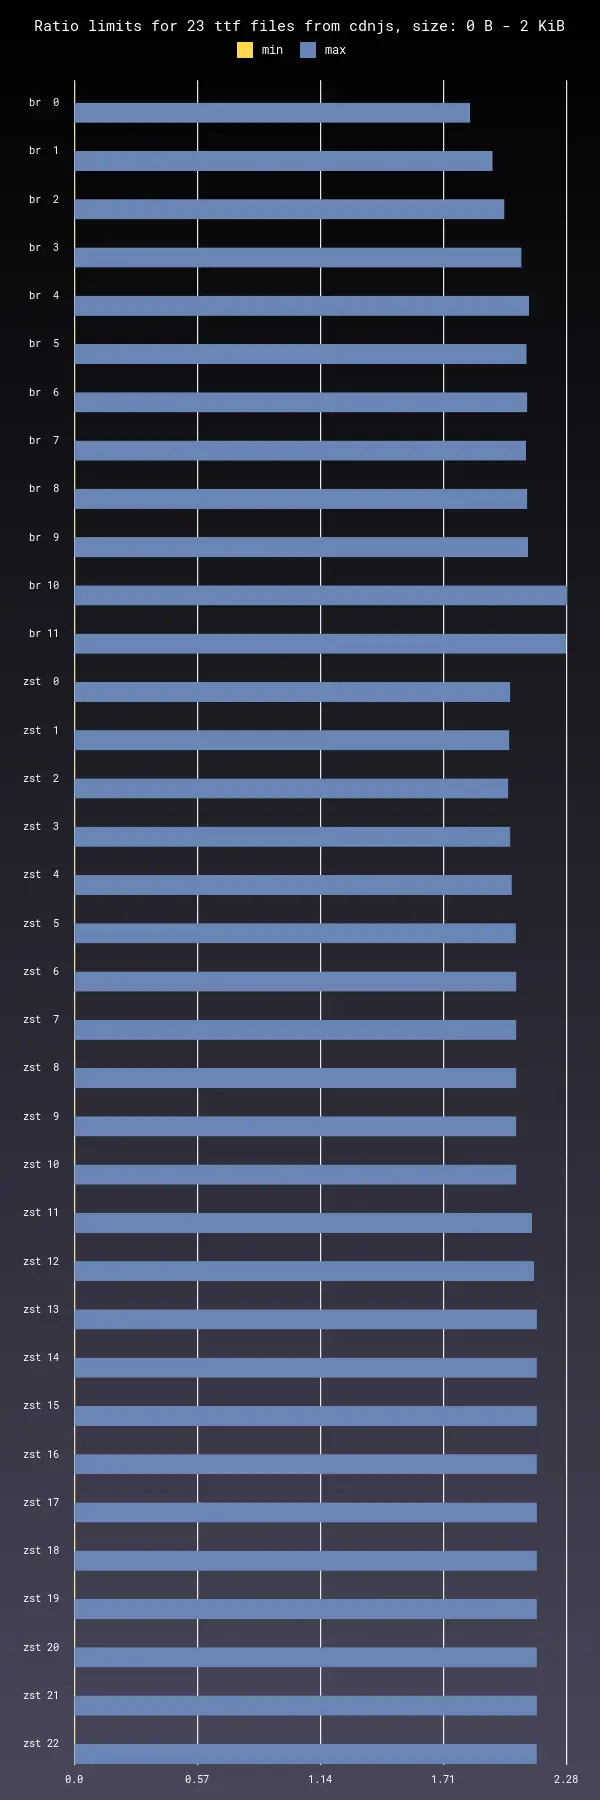 Ratio limits for 23 ttf files from cdnjs, size: 0 B - 2 KiB
min max
br 0
br 1
br 2
br 3
br 4
br 5
br 6
br 7
br 8
br 9
br 10
br 11
zst 0
zst 1
zst 2
zst 3
zst 4
zst 5
zst 6
zst 7
zst 8
zst 9
zst 10
zst 11
zst 12
zst 13
zst 14
zst 15
zst 16
zst 17
zst 18
zst 19
zst 20
zst 21
zst 22
0.0 0.57 1.14 1.71 2.28